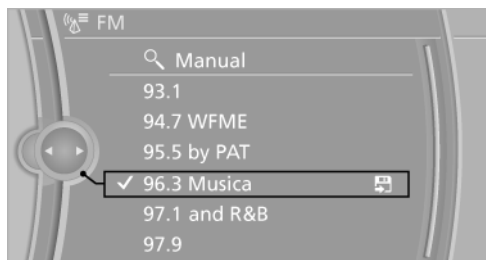 FM
Manual
93.1
94.7 WFME
95.5 by PAT
96.3 Musica
97.1 and R&B
97.9